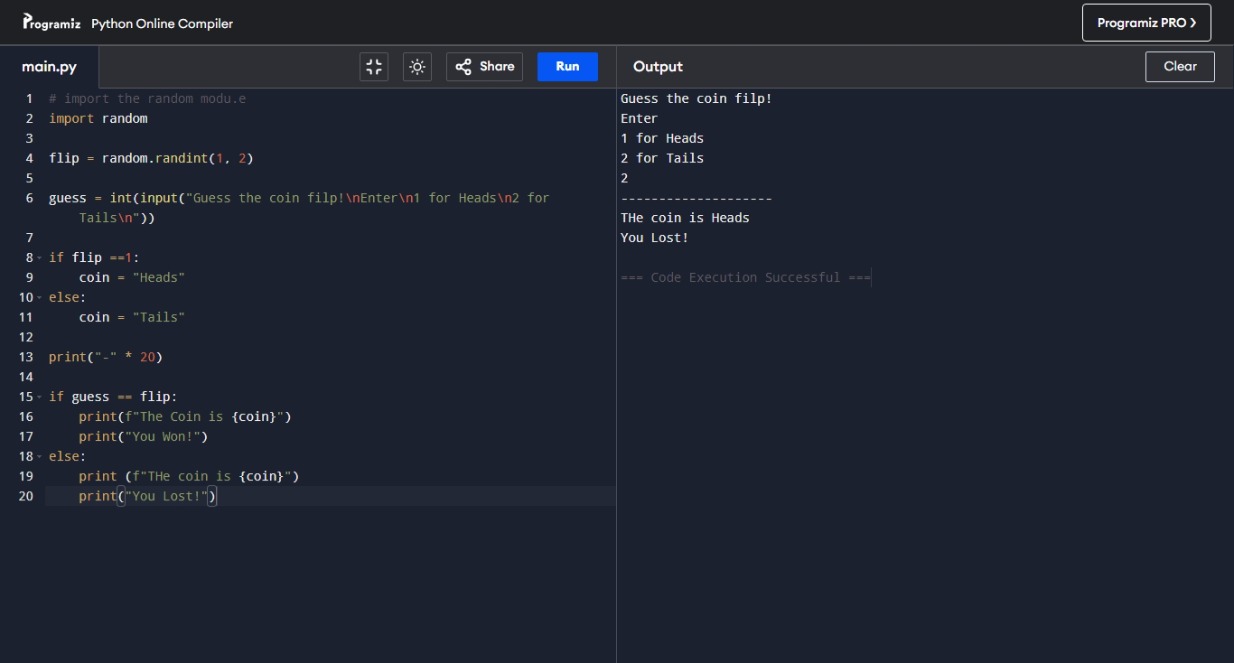 Programiz Python Online Compiler
Programiz PRO >
main.py
Share
Run
Output
Clear
1 # import the random modu.e
2 import random
3
4 flip = random.randint(1, 2)
5
6 guess = int(input("Guess the coin filp!\nEnter\n1 for Heads\n2 for
Tails\n"))
7
8 if flip ==1:
9 coin = "Heads"
10 else:
11 coin = "Tails"
12
13 print("-" * 20)
14
15 if guess == flip:
16 print(f"The Coin is {coin}")
17 print("You Won!")
18 else:
19 print (f"THe coin is {coin}")
20 print("You Lost!")
Guess the coin filp!
Enter
1 for Heads
2 for Tails
2
--------------------
THe coin is Heads
You Lost!
=== Code Execution Successful ===